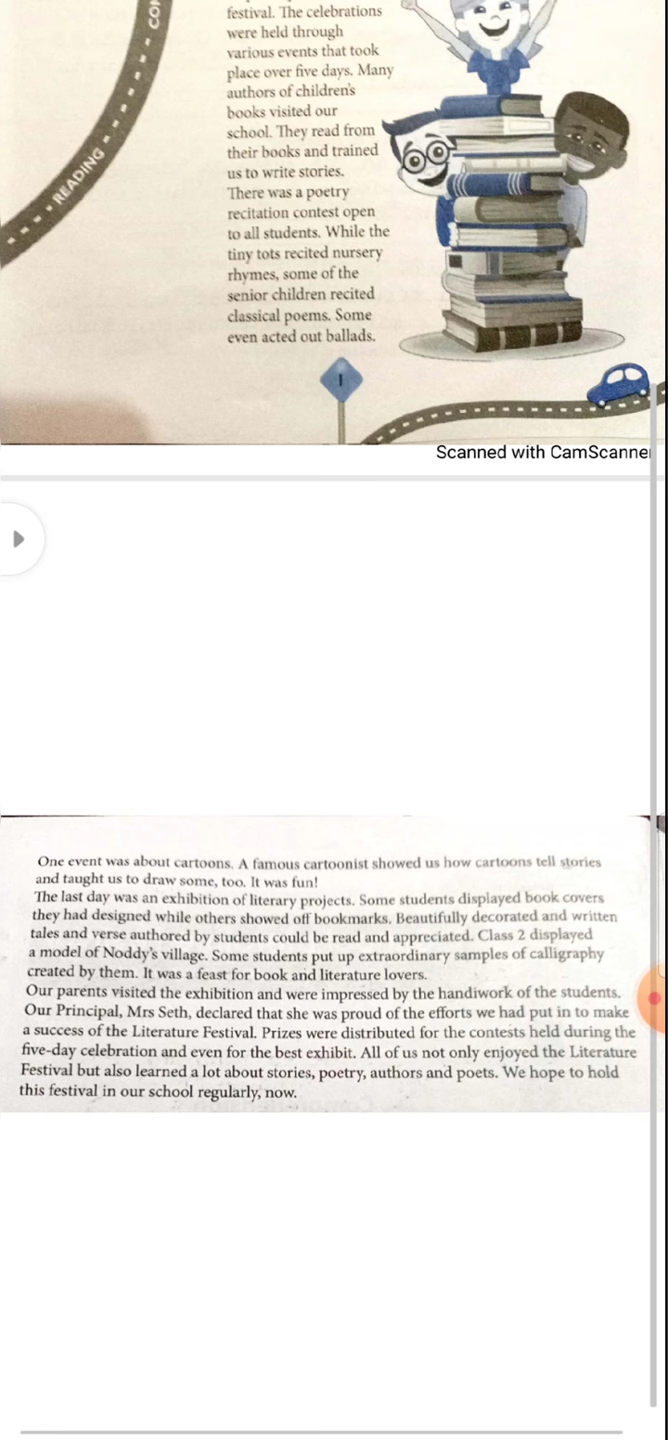 CON
READING
festival. The celebrations
were held through
various events that took
place over five days. Many
authors of children's
books visited our
school. They read from
their books and trained
us to write stories.
There was a poetry
recitation contest open
to all students. While the
tiny tots recited nursery
rhymes, some of the
senior children recited
classical poems. Some
even acted out ballads.
1
Scanned with CamScanner
One event was about cartoons. A famous cartoonist showed us how cartoons tell stories
and taught us to draw some, too. It was fun!
The last day was an exhibition of literary projects. Some students displayed book covers
they had designed while others showed off bookmarks. Beautifully decorated and written
tales and verse authored by students could be read and appreciated. Class 2 displayed
a model of Noddy's village. Some students put up extraordinary samples of calligraphy
created by them. It was a feast for book and literature lovers.
Our parents visited the exhibition and were impressed by the handiwork of the students.
Our Principal, Mrs Seth, declared that she was proud of the efforts we had put in to make
a success of the Literature Festival. Prizes were distributed for the contests held during the
five-day celebration and even for the best exhibit. All of us not only enjoyed the Literature
Festival but also learned a lot about stories, poetry, authors and poets. We hope to hold
this festival in our school regularly, now.